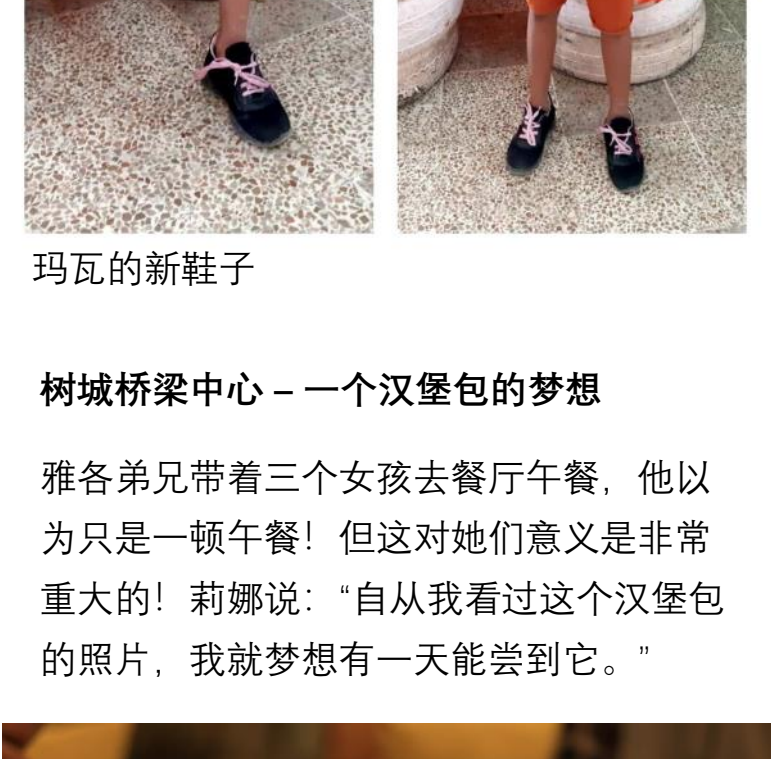 玛瓦的新鞋子
树城桥梁中心 – 一个汉堡包的梦想
雅各弟兄带着三个女孩去餐厅午餐，他以
为只是一顿午餐！但这对她们意义是非常
重大的！莉娜说：“自从我看过这个汉堡包
的照片，我就梦想有一天能尝到它。”